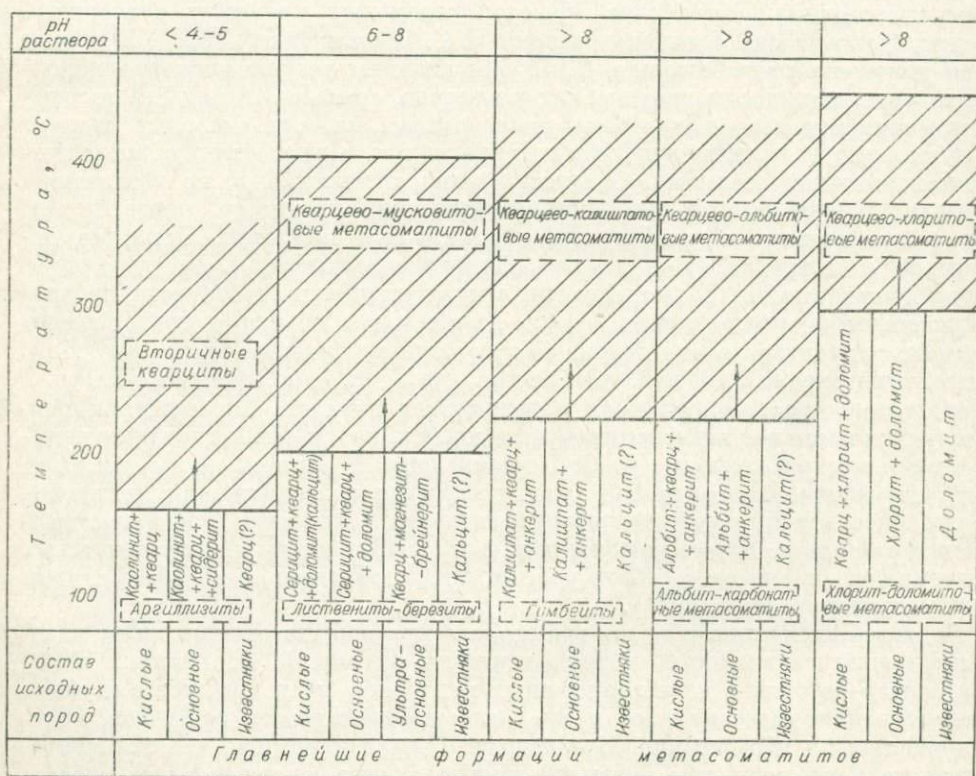 рН раствора
< 4-5
6-8
> 8
> 8
> 8
Температура, °С
400
300
200
100
Вторичные
кварциты
Каолинит+
+кварц
Каолинит+
+кварц+
+сидерит
Кварц(?)
Аргиллизиты
Кварцево-мусковито-
вые метасоматиты
Серицит+кварц+
+доломит(кальцит)
Серицит+кварц+
+ доломит
Кварц+магнезит-
-брейнерит
Кальцит(?)
Листвениты-березиты
Кварцево-калишпато-
вые метасоматиты
Калишпат+кварц+
+ анкерит
Калишпат+
+ анкерит
Кальцит(?)
Гумбеиты
Кварцево-альбито-
вые метасоматиты
Альбит+кварц+
+ анкерит
Альбит+
+ анкерит
Кальцит(?)
Альбит-карбонат-
ные метасоматиты
Кварцево-хлорито-
вые метасоматиты
Кварц+хлорит+доломит
Хлорит+доломит
Доломит
Хлорит-доломито-
вые метасоматиты
Состав
исходных
пород
Кислые
Основные
Известняки
Кислые
Основные
Ультра-
основные
Известняки
Кислые
Основные
Известняки
Кислые
Основные
Известняки
Кислые
Основные
Известняки
Главнейшие формации метасоматитов